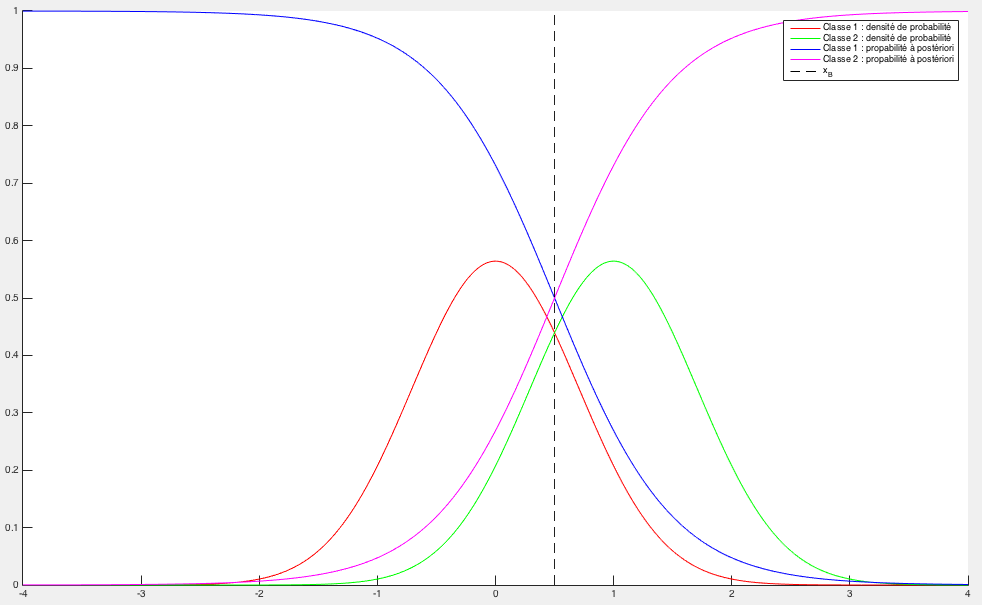 1
0.9
0.8
0.7
0.6
0.5
0.4
0.3
0.2
0.1
0
-4 -3 -2 -1 0 1 2 3 4
Classe 1 : densité de probabilité
Classe 2 : densité de probabilité
Classe 1 : propabilité à postériori
Classe 2 : propabilité à postériori
x_B